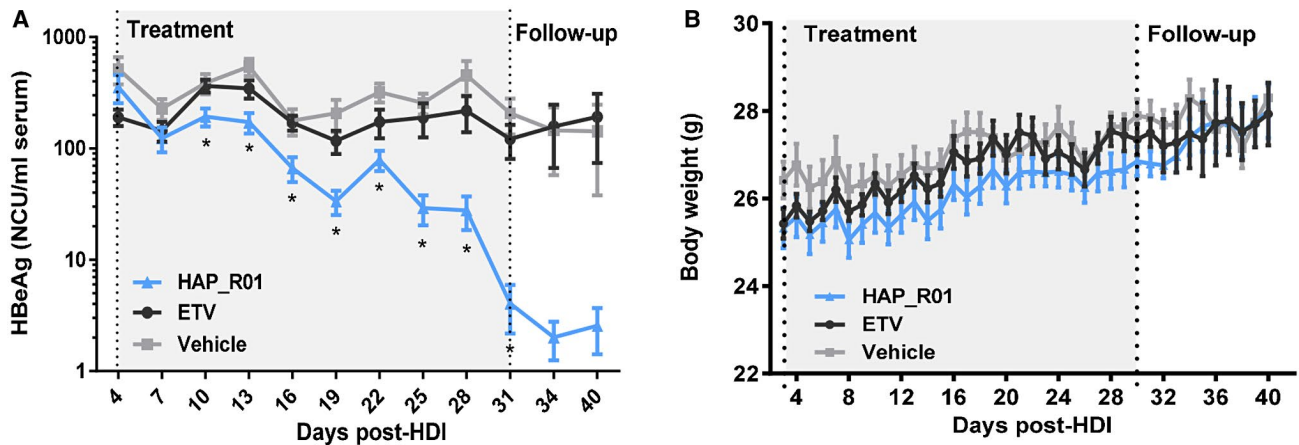 A
Treatment
Follow-up
HBeAg (NCU/ml serum)
1000
100
10
1
*
*
*
*
*
*
*
*
HAP_R01
ETV
Vehicle
4 7 10 13 16 19 22 25 28 31 34 40
Days post-HDI
B
Treatment
Follow-up
Body weight (g)
30
28
26
24
22
HAP_R01
ETV
Vehicle
4 8 12 16 20 24 28 32 36 40
Days post-HDI